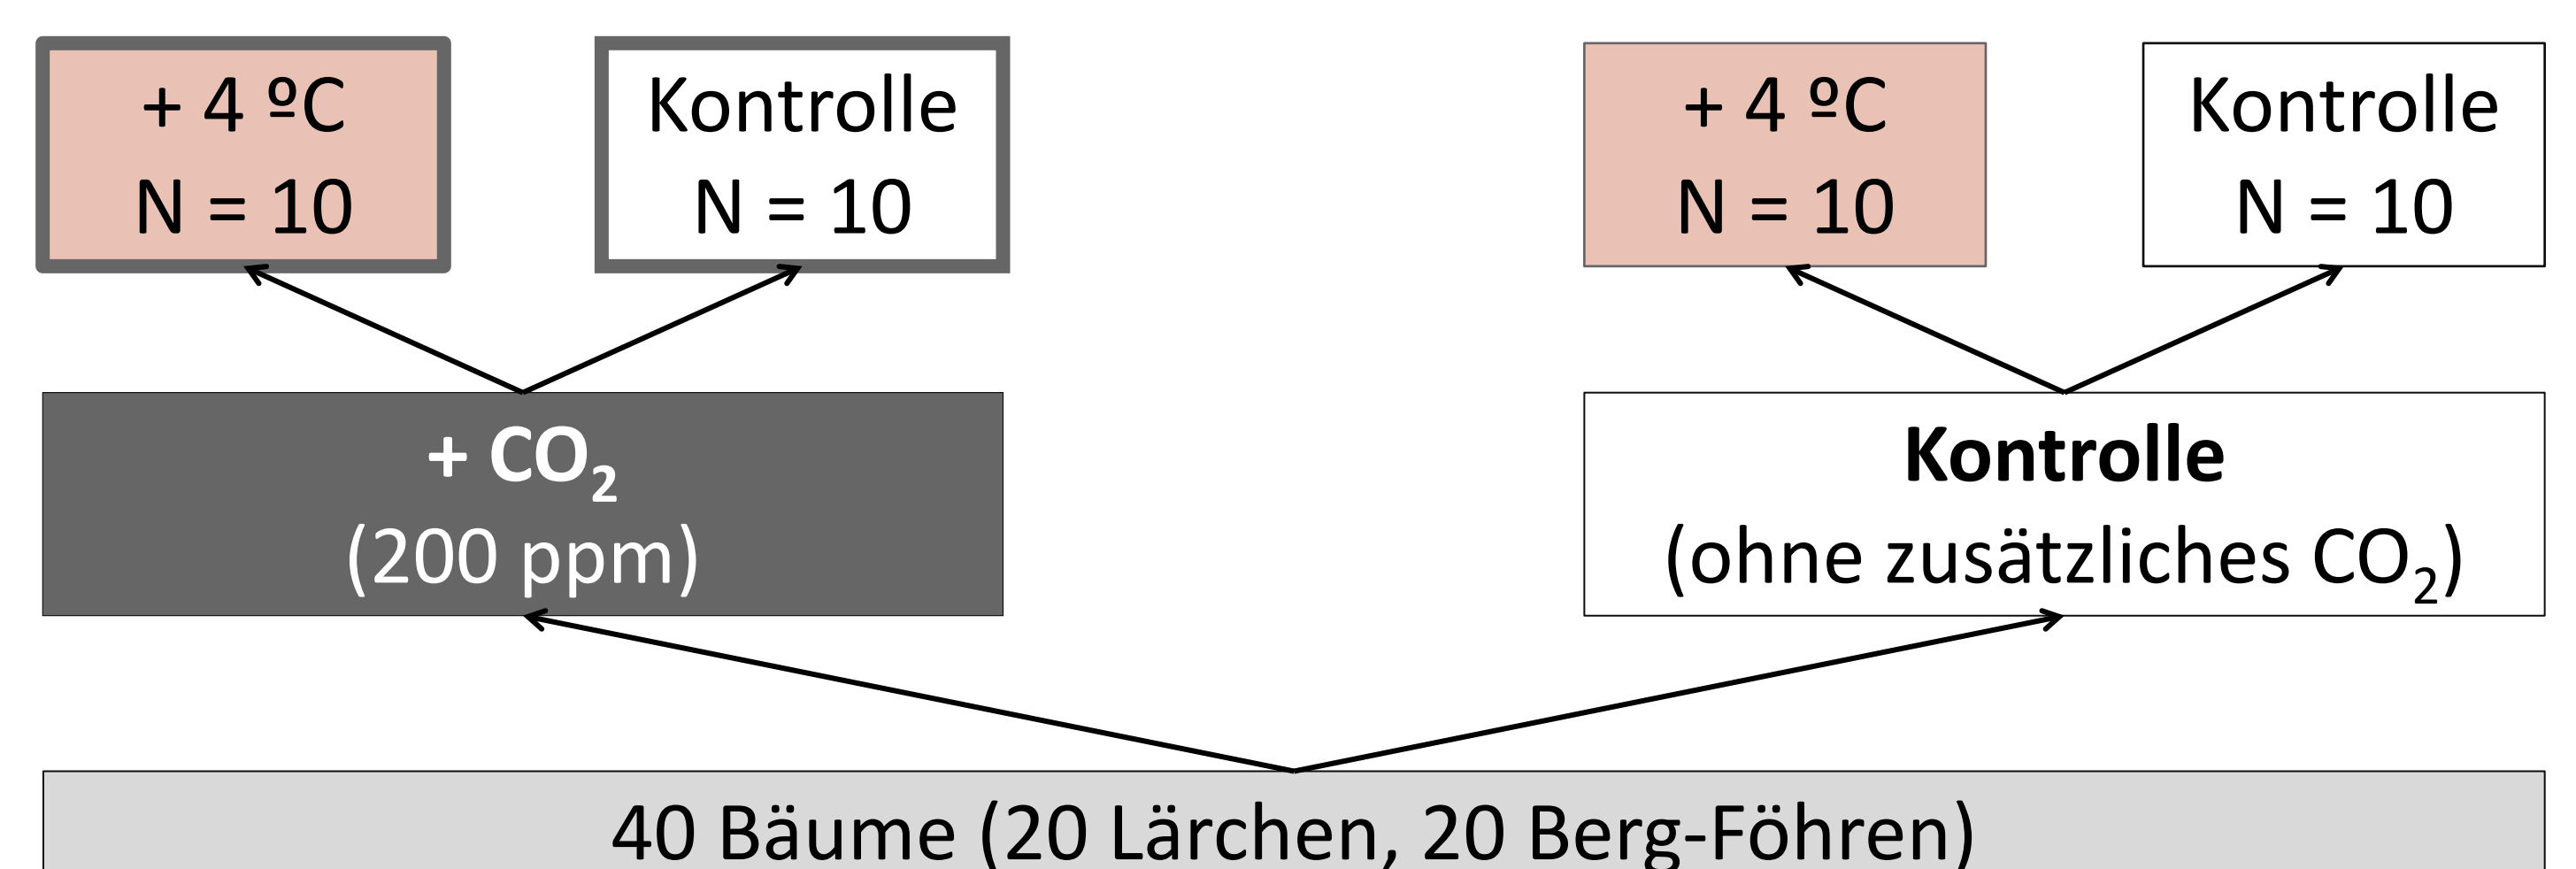 + 4 ºC
N = 10
Kontrolle
N = 10
+ 4 ºC
N = 10
Kontrolle
N = 10
+ CO₂
(200 ppm)
Kontrolle
(ohne zusätzliches CO₂)
40 Bäume (20 Lärchen, 20 Berg-Föhren)